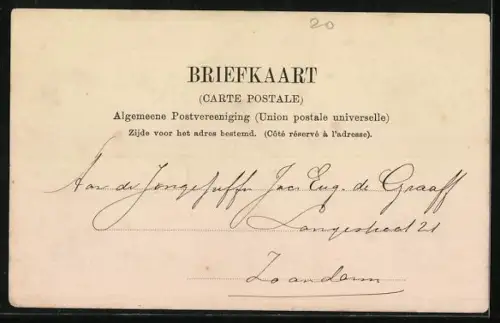 20
BRIEFKAART
(CARTE POSTALE)
Algemeene Postvereeniging (Union postale universelle)
Zijde voor het adres bestemd. (Côté réservé à l'adresse).
Aan de Jongejuffr Jac. Eug. de Graaff
Langestraat 21
Zaandam